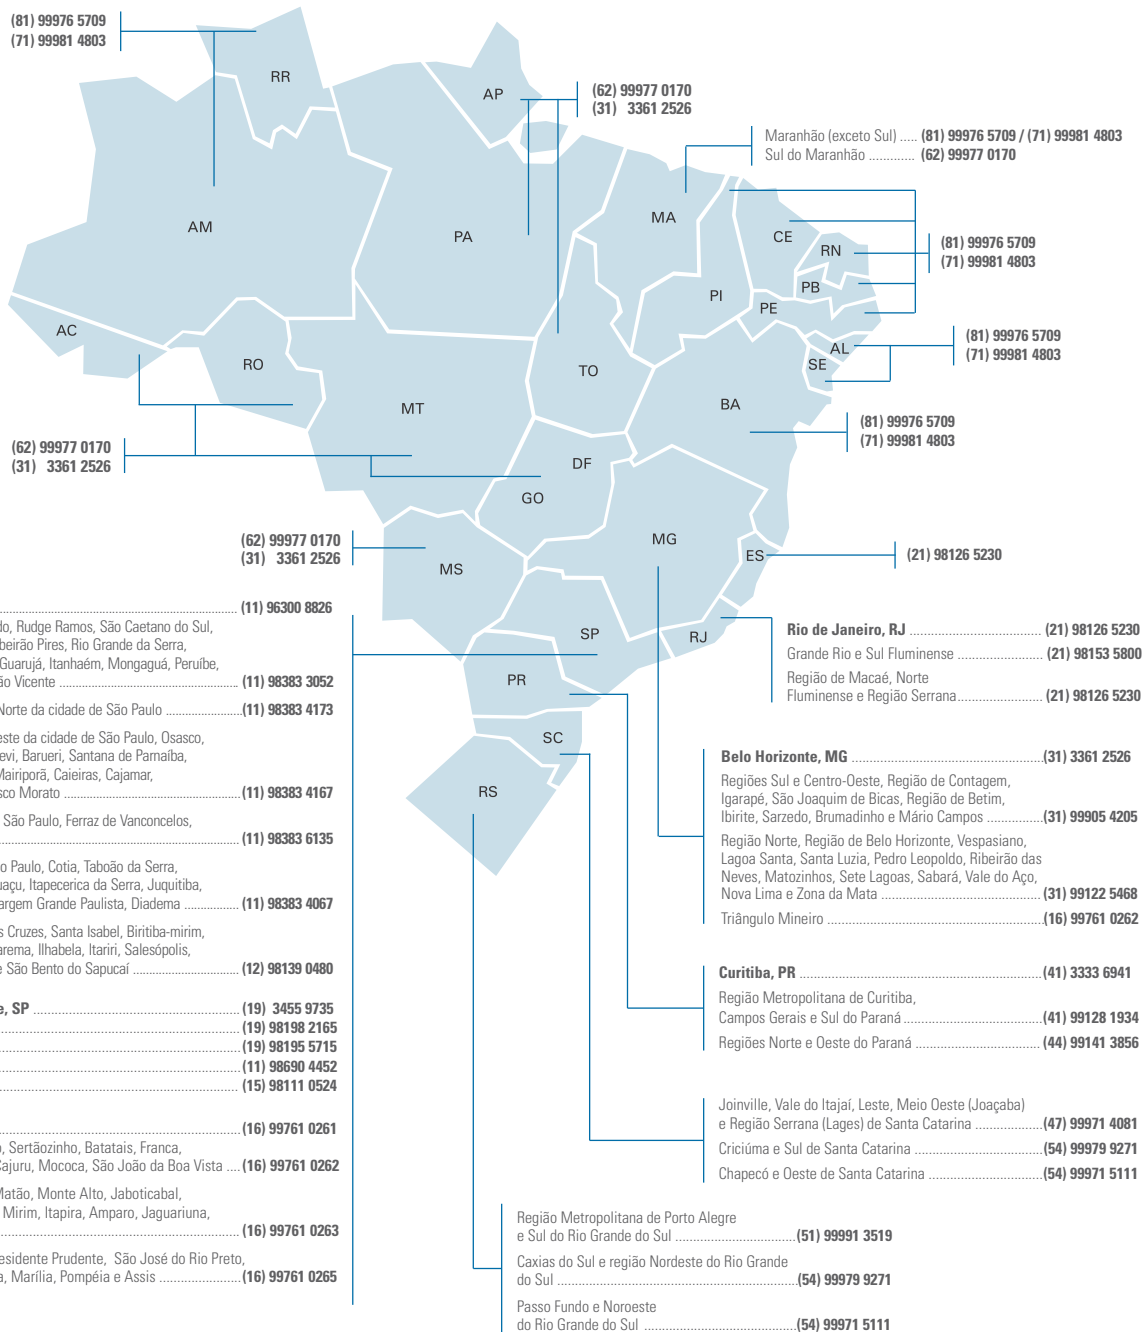 (81) 99976 5709
(71) 99981 4803
RR
AP
(62) 99977 0170
(31) 3361 2526
Maranhão (exceto Sul) ..... (81) 99976 5709 / (71) 99981 4803
Sul do Maranhão ............. (62) 99977 0170
AM
PA
MA
CE
RN
PB
PI
PE
(81) 99976 5709
(71) 99981 4803
AC
RO
MT
TO
AL
SE
BA
(81) 99976 5709
(71) 99981 4803
(81) 99976 5709
(71) 99981 4803
(62) 99977 0170
(31) 3361 2526
DF
GO
(62) 99977 0170
(31) 3361 2526
MS
MG
ES
(21) 98126 5230
SP
RJ
PR
SC
RS
(11) 96300 8826
do, Rudge Ramos, São Caetano do Sul,
beirão Pires, Rio Grande da Serra,
Guarujá, Itanhaém, Mongaguá, Peruíbe,
ão Vicente (11) 98383 3052
Norte da cidade de São Paulo (11) 98383 4173
este da cidade de São Paulo, Osasco,
evi, Barueri, Santana de Parnaíba,
Mairiporã, Caieiras, Cajamar,
sco Morato (11) 98383 4167
São Paulo, Ferraz de Vanconcelos,
(11) 98383 6135
o Paulo, Cotia, Taboão da Serra,
uaçu, Itapecerica da Serra, Juquitiba,
argem Grande Paulista, Diadema (11) 98383 4067
s Cruzes, Santa Isabel, Biritiba-mirim,
arema, Ilhabela, Itariri, Salesópolis,
e São Bento do Sapucaí (12) 98139 0480
e, SP (19) 3455 9735
(19) 98198 2165
(19) 98195 5715
(11) 98690 4452
(15) 98111 0524
(16) 99761 0261
o, Sertãozinho, Batatais, Franca,
Cajuru, Mococa, São João da Boa Vista .... (16) 99761 0262
Matão, Monte Alto, Jaboticabal,
Mirim, Itapira, Amparo, Jaguariuna,
(16) 99761 0263
esidente Prudente, São José do Rio Preto,
a, Marília, Pompéia e Assis (16) 99761 0265
Rio de Janeiro, RJ (21) 98126 5230
Grande Rio e Sul Fluminense (21) 98153 5800
Região de Macaé, Norte
Fluminense e Região Serrana (21) 98126 5230
Belo Horizonte, MG (31) 3361 2526
Regiões Sul e Centro-Oeste, Região de Contagem,
Igarapé, São Joaquim de Bicas, Região de Betim,
Ibirite, Sarzedo, Brumadinho e Mário Campos (31) 99905 4205
Região Norte, Região de Belo Horizonte, Vespasiano,
Lagoa Santa, Santa Luzia, Pedro Leopoldo, Ribeirão das
Neves, Matozinhos, Sete Lagoas, Sabará, Vale do Aço,
Nova Lima e Zona da Mata (31) 99122 5468
Triângulo Mineiro (16) 99761 0262
Curitiba, PR (41) 3333 6941
Região Metropolitana de Curitiba,
Campos Gerais e Sul do Paraná (41) 99128 1934
Regiões Norte e Oeste do Paraná (44) 99141 3856
Joinville, Vale do Itajaí, Leste, Meio Oeste (Joaçaba)
e Região Serrana (Lages) de Santa Catarina (47) 99971 4081
Criciúma e Sul de Santa Catarina (54) 99979 9271
Chapecó e Oeste de Santa Catarina (54) 99971 5111
Região Metropolitana de Porto Alegre
e Sul do Rio Grande do Sul (51) 99991 3519
Caxias do Sul e região Nordeste do Rio Grande
do Sul (54) 99979 9271
Passo Fundo e Noroeste
do Rio Grande do Sul (54) 99971 5111